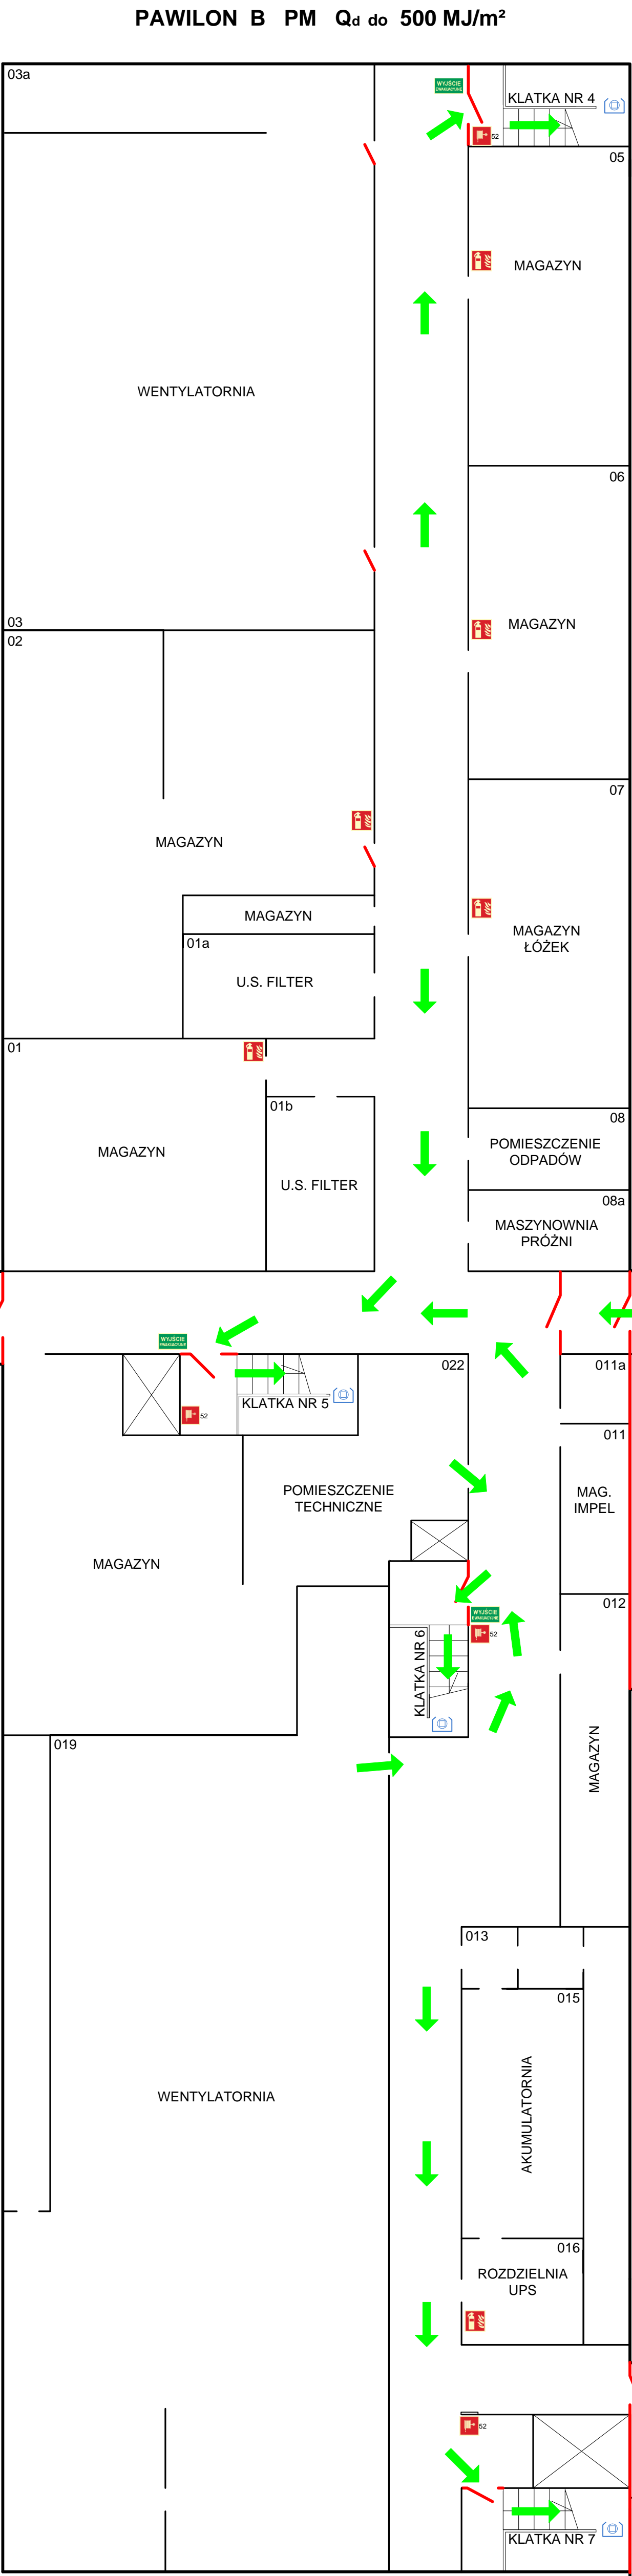 PAWILON B PM Qd do 500 MJ/m²
03a
WYJŚCIE
EWAKUACYJNE
KLATKA NR 4
52
05
MAGAZYN
WENTYLATORNIA
06
03
MAGAZYN
02
07
MAGAZYN
MAGAZYN
MAGAZYN
ŁÓŻEK
01a
U.S. FILTER
01
01b
08
POMIESZCZENIE
ODPADÓW
MAGAZYN
U.S. FILTER
08a
MASZYNOWNIA
PRÓŻNI
WYJŚCIE
EWAKUACYJNE
022
011a
KLATKA NR 5
52
011
POMIESZCZENIE
TECHNICZNE
MAG.
IMPEL
MAGAZYN
012
WYJŚCIE
EWAKUACYJNE
52
KLATKA NR 6
019
MAGAZYN
013
015
WENTYLATORNIA
AKUMULATORNIA
016
ROZDZIELNIA
UPS
52
KLATKA NR 7